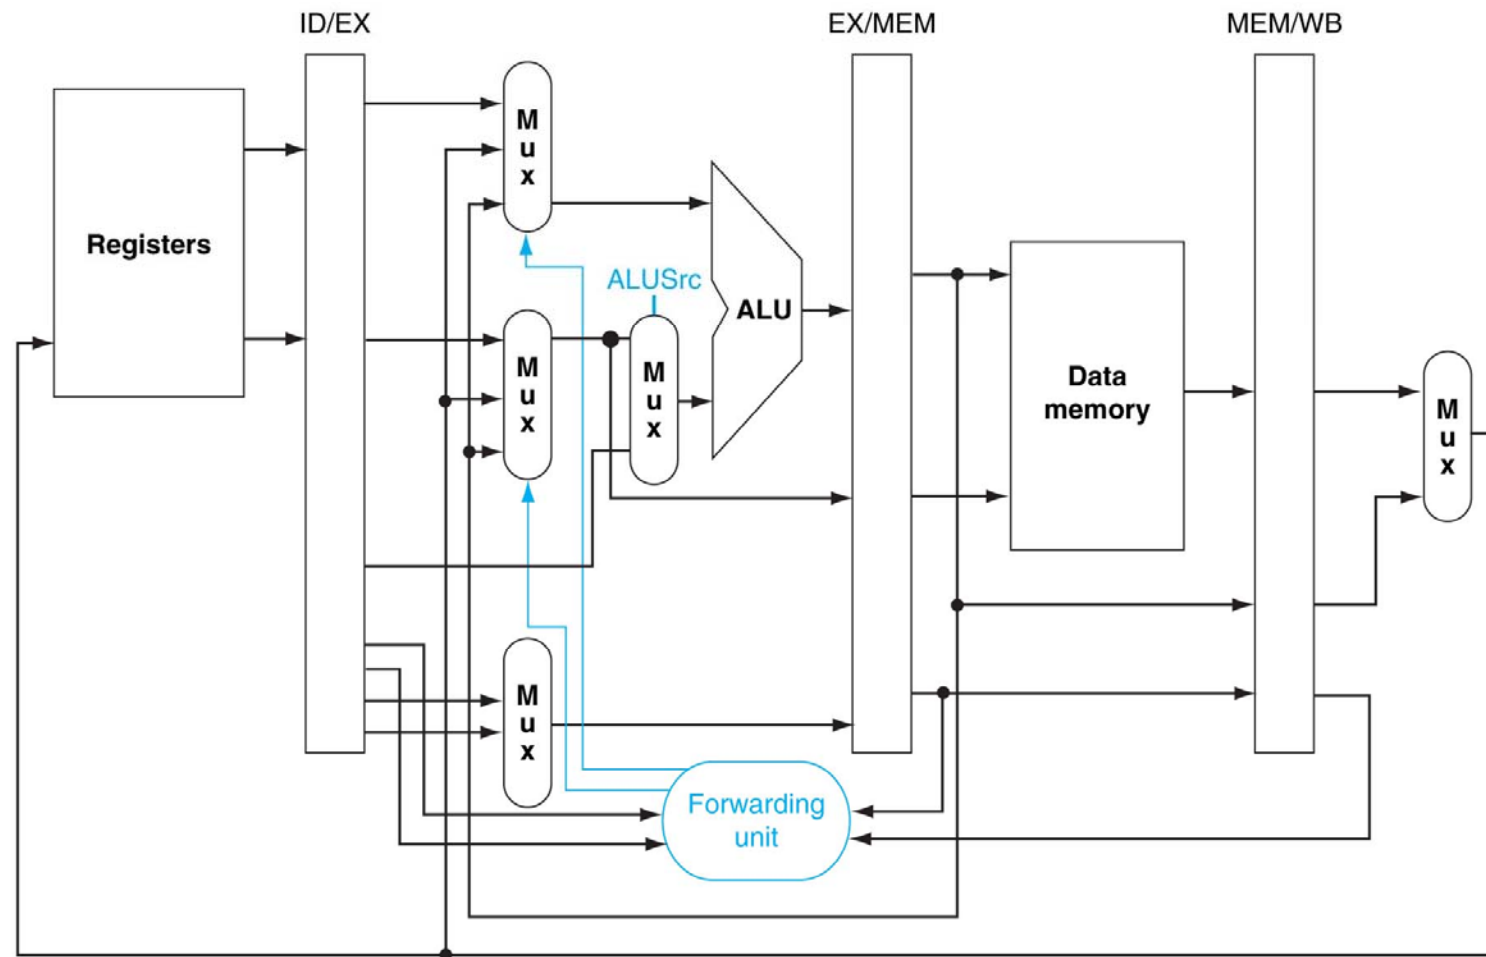 ID/EX
EX/MEM
MEM/WB
M
u
x
Registers
ALUSrc
ALU
M
u
x
M
u
x
Data
memory
M
u
x
M
u
x
Forwarding
unit